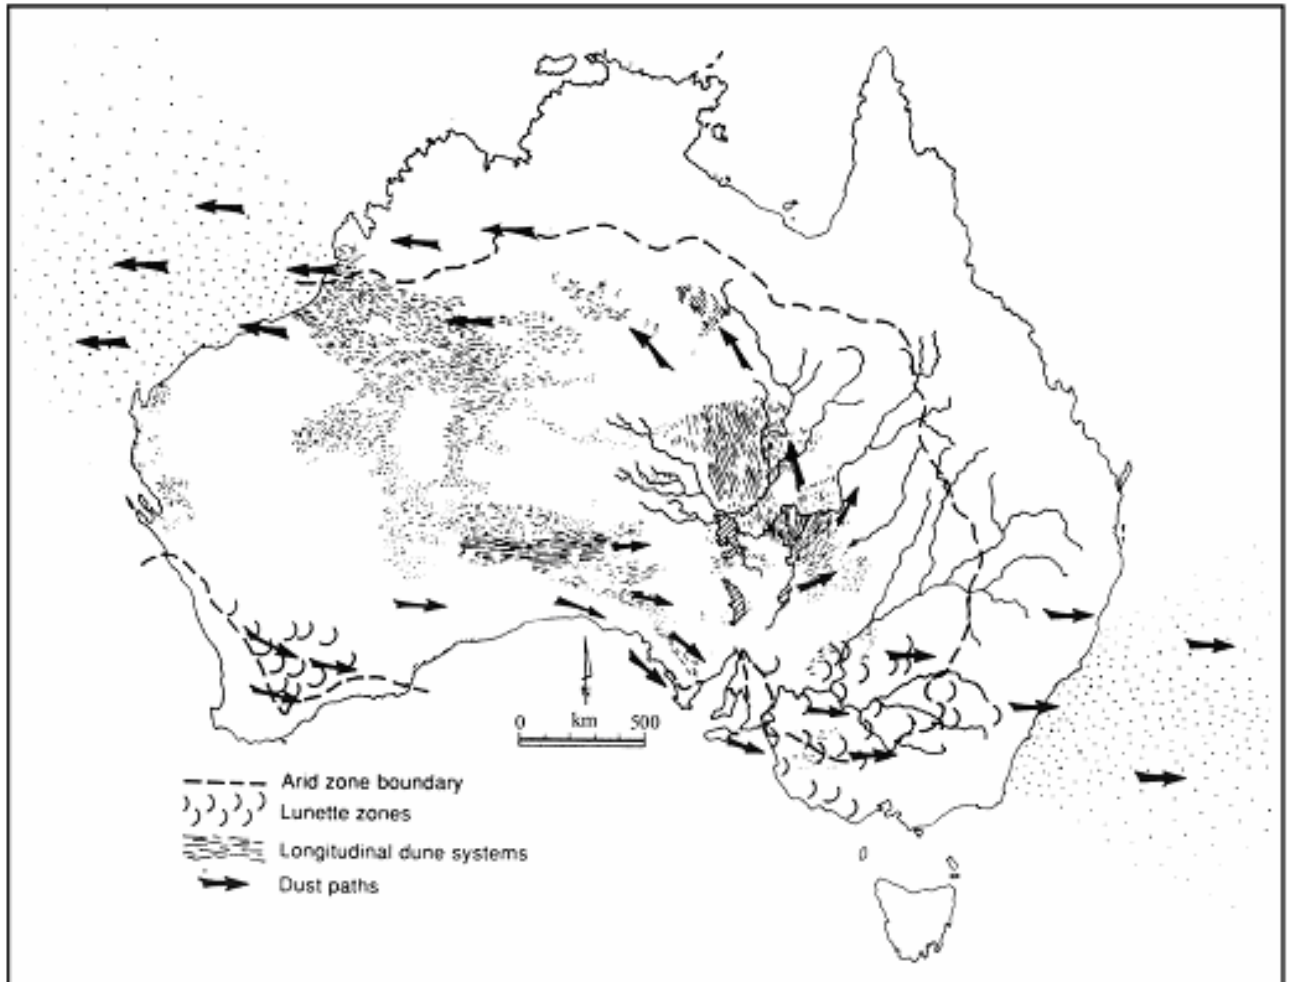 0 km 500
Arid zone boundary
Lunette zones
Longitudinal dune systems
Dust paths